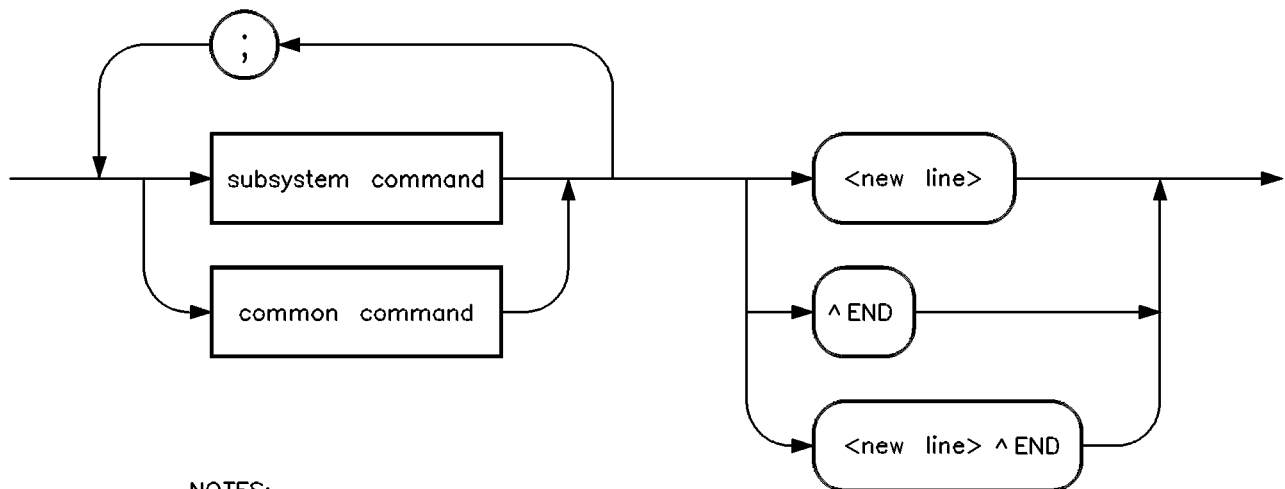 ;
subsystem command
<new line>
common command
^ END
<new line> ^ END
NOTES: